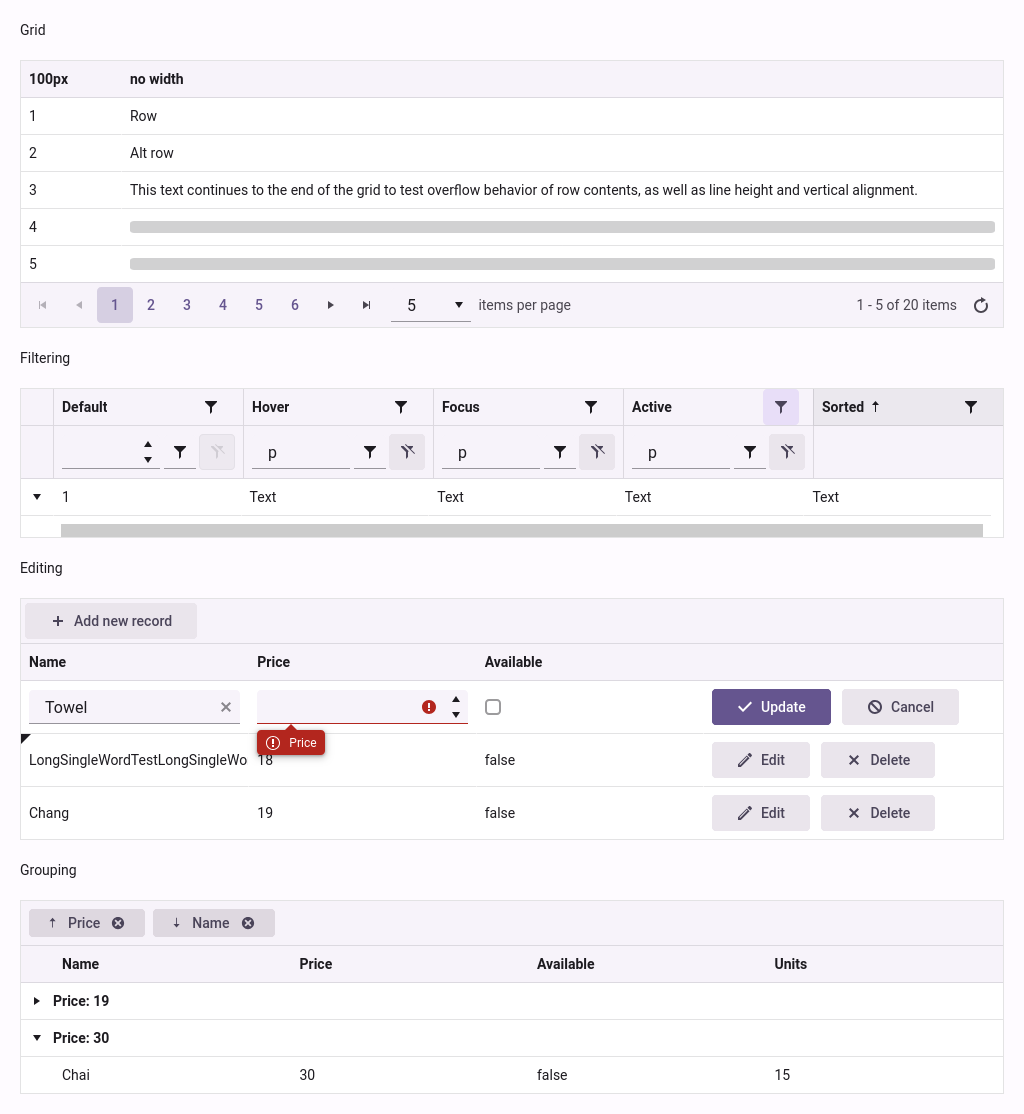 Grid
100px no width
1 Row
2 Alt row
3 This text continues to the end of the grid to test overflow behavior of row contents, as well as line height and vertical alignment.
4
5
1 2 3 4 5 6 5 items per page 1 - 5 of 20 items
Filtering
Default Hover Focus Active Sorted
p p p
1 Text Text Text Text
Editing
Add new record
Name Price Available
Towel Update Cancel
Price
LongSingleWordTestLongSingleWo 18 false Edit Delete
Chang 19 false Edit Delete
Grouping
Price Name
Name Price Available Units
Price: 19
Price: 30
Chai 30 false 15